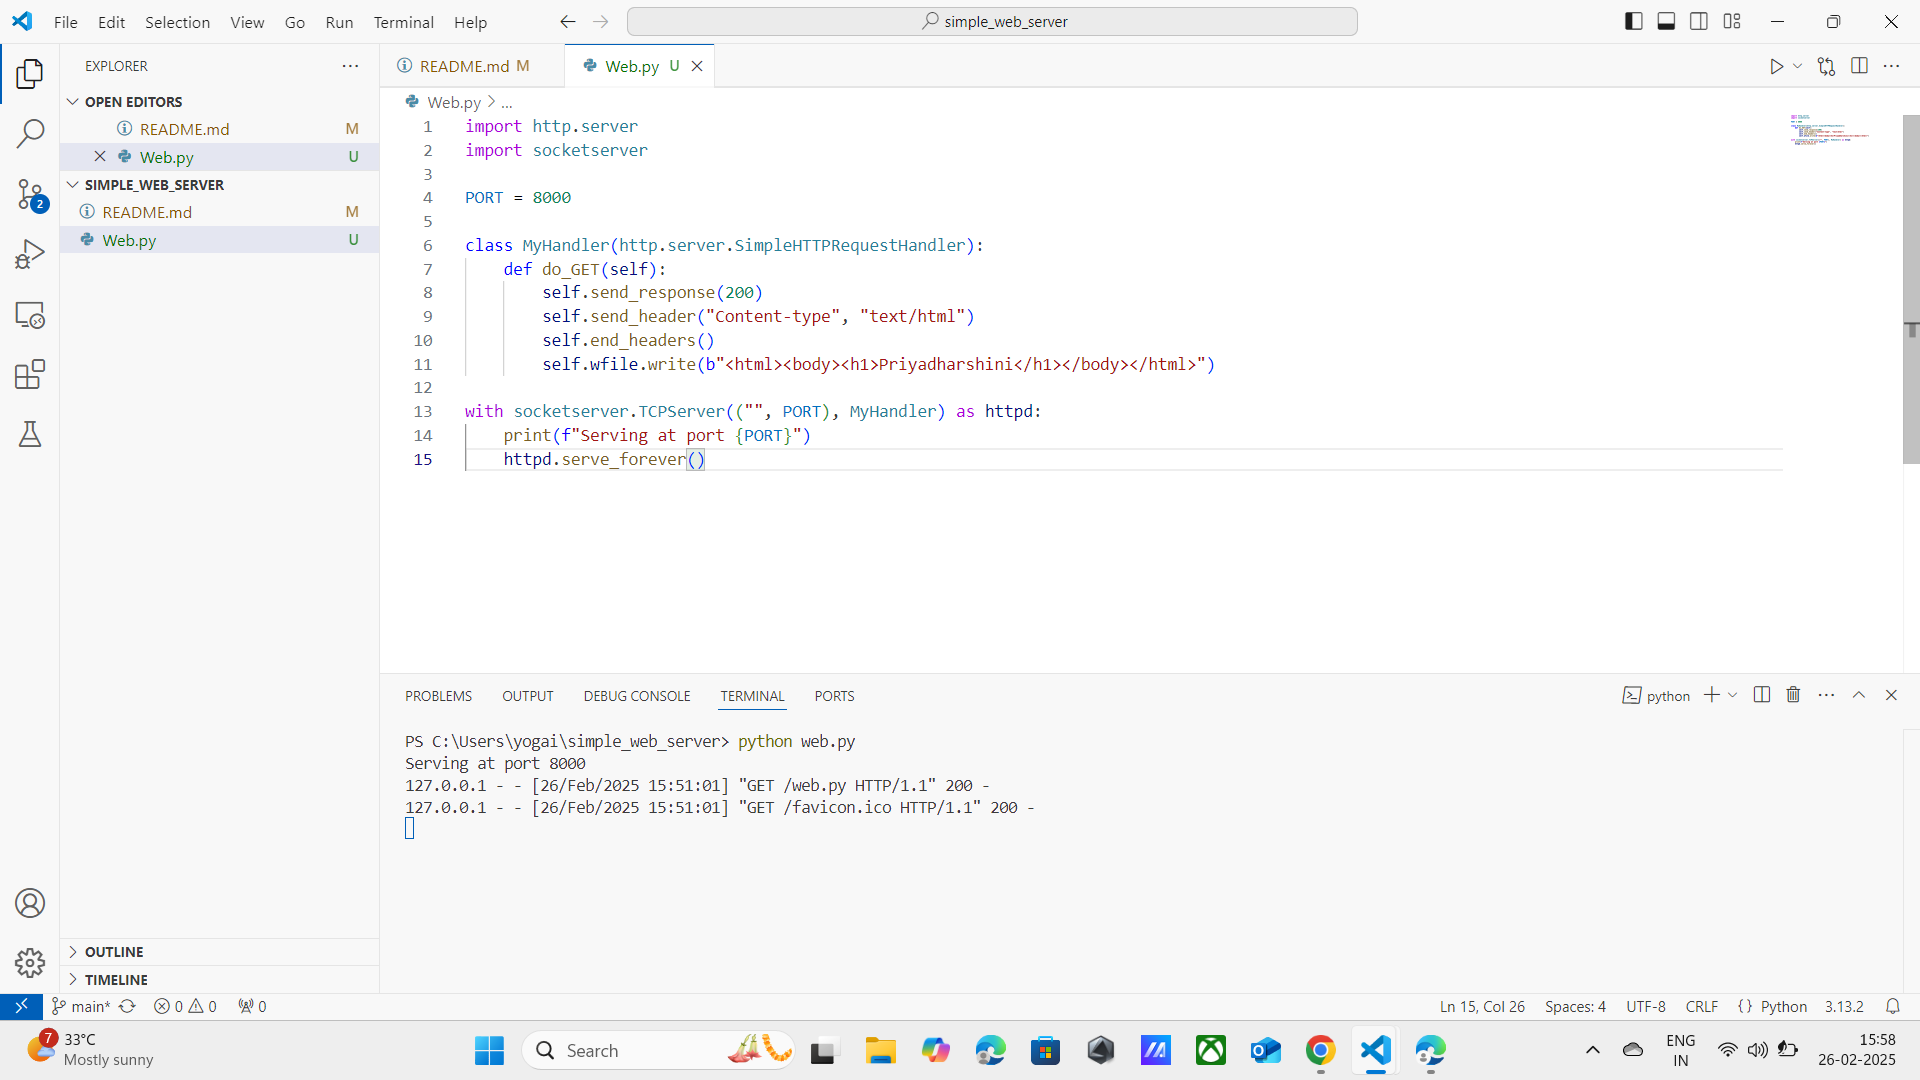 File Edit Selection View Go Run Terminal Help
simple_web_server
EXPLORER
README.md M
Web.py U
OPEN EDITORS
README.md M
Web.py U
SIMPLE_WEB_SERVER
README.md M
Web.py U
2
Web.py > ...
1 import http.server
2 import socketserver
3
4 PORT = 8000
5
6 class MyHandler(http.server.SimpleHTTPRequestHandler):
7 def do_GET(self):
8 self.send_response(200)
9 self.send_header("Content-type", "text/html")
10 self.end_headers()
11 self.wfile.write(b"<html><body><h1>Priyadharshini</h1></body></html>")
12
13 with socketserver.TCPServer(("", PORT), MyHandler) as httpd:
14 print(f"Serving at port {PORT}")
15 httpd.serve_forever()
PROBLEMS OUTPUT DEBUG CONSOLE TERMINAL PORTS
python
PS C:\Users\yogai\simple_web_server> python web.py
Serving at port 8000
127.0.0.1 - - [26/Feb/2025 15:51:01] "GET /web.py HTTP/1.1" 200 -
127.0.0.1 - - [26/Feb/2025 15:51:01] "GET /favicon.ico HTTP/1.1" 200 -
OUTLINE
TIMELINE
main* 0 0 0
Ln 15, Col 26 Spaces: 4 UTF-8 CRLF {} Python 3.13.2
7
33°C
Mostly sunny
Search
ENG
IN
15:58
26-02-2025